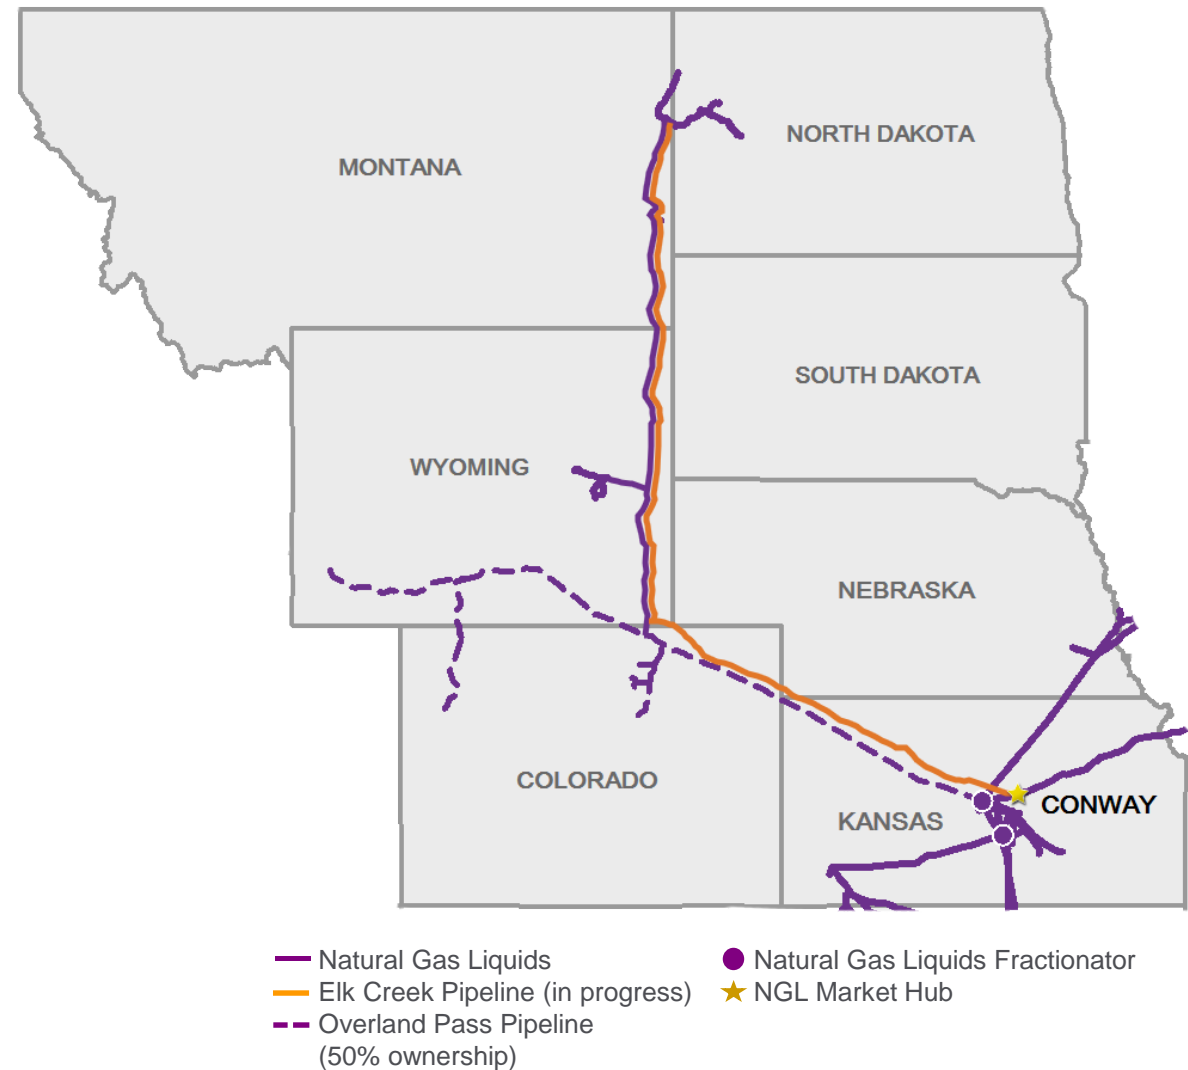 MONTANA
NORTH DAKOTA
SOUTH DAKOTA
WYOMING
NEBRASKA
COLORADO
KANSAS
CONWAY
Natural Gas Liquids
Elk Creek Pipeline (in progress)
Overland Pass Pipeline
(50% ownership)
Natural Gas Liquids Fractionator
NGL Market Hub